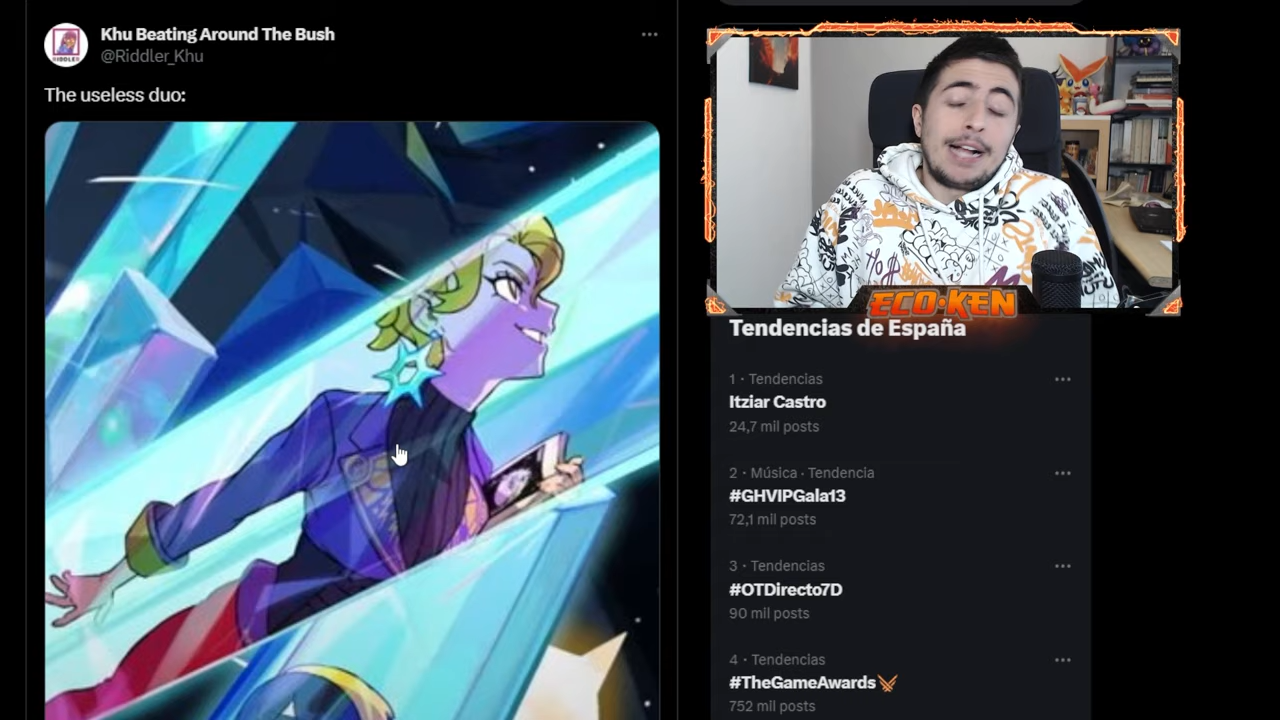 Khu Beating Around The Bush
@Riddler_Khu
The useless duo:
RIDDLER
ECO·KEN
Tendencias de España
1 · Tendencias
Itziar Castro
24,7 mil posts
2 · Música · Tendencia
#GHVIPGala13
72,1 mil posts
3 · Tendencias
#OTDirecto7D
90 mil posts
4 · Tendencias
#TheGameAwards
752 mil posts